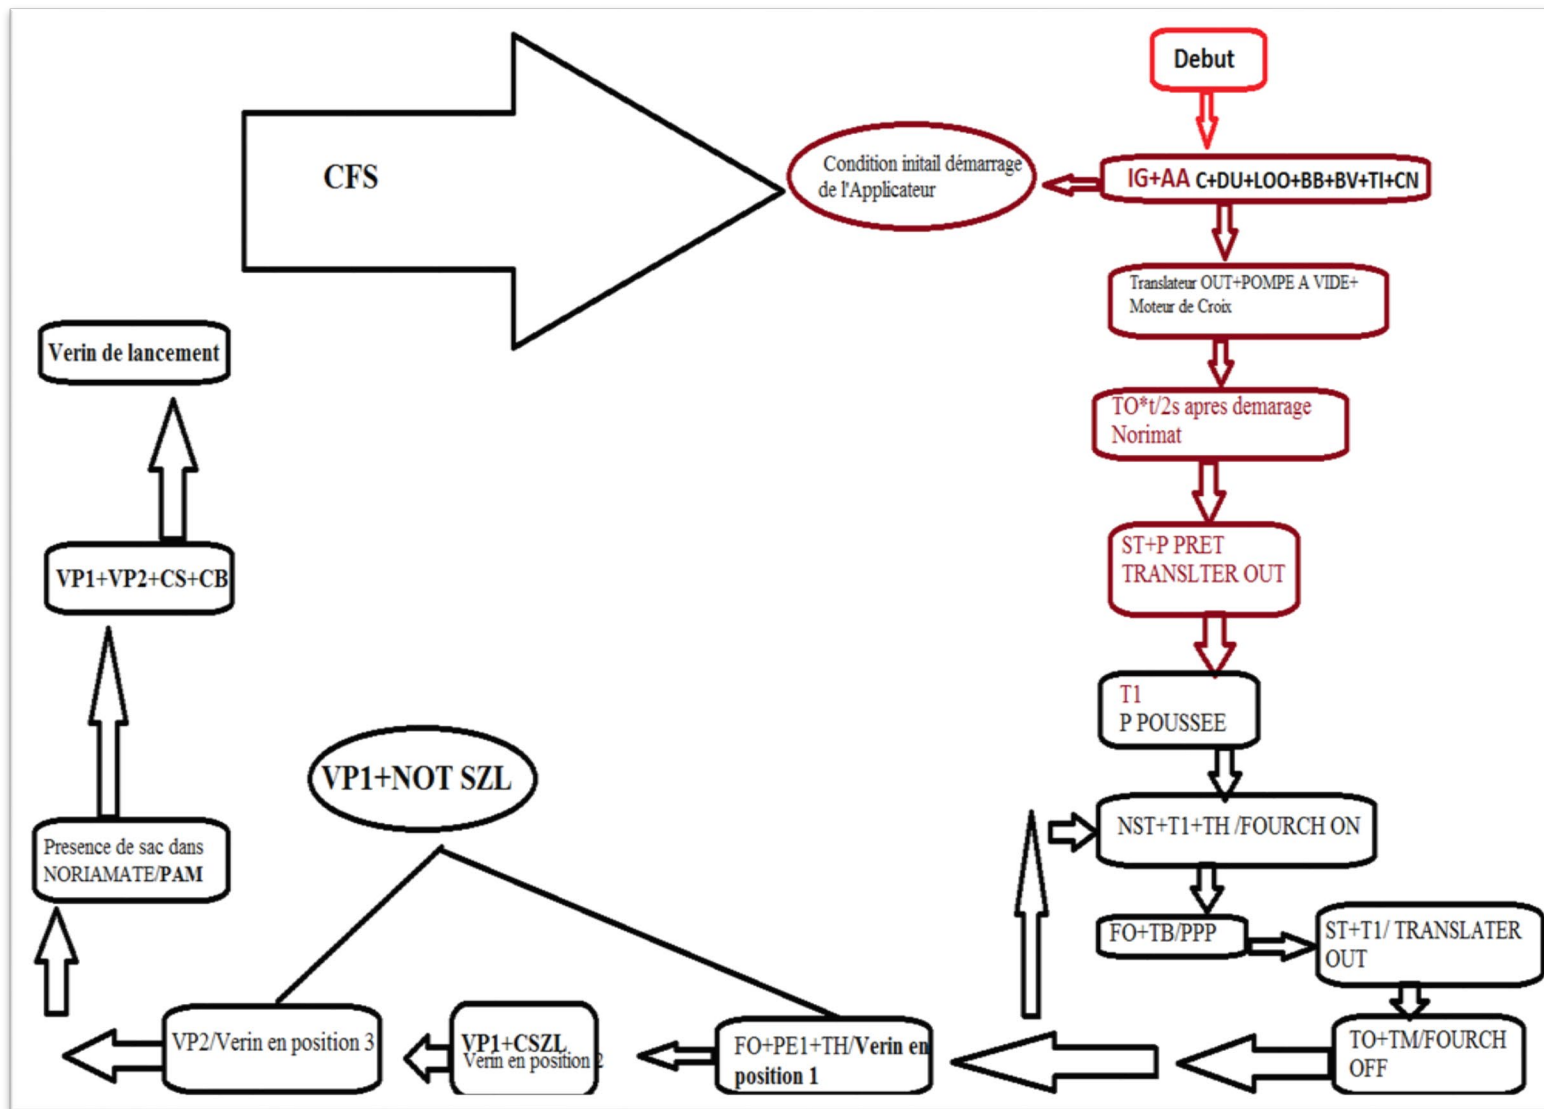 Debut
CFS
Condition initail démarrage
de l'Applicateur
IG+AA C+DU+LOO+BB+BV+TI+CN
Translateur OUT+POMPE A VIDE+
Moteur de Croix
TO*t/2s apres demarage
Norimat
ST+P PRET
TRANSLTER OUT
T1
P POUSSEE
NST+T1+TH /FOURCH ON
FO+TB/PPP
ST+T1/ TRANSLATER
OUT
TO+TM/FOURCH
OFF
FO+PE1+TH/Verin en
position 1
VP1+CSZL
Verin en position 2
VP2/Verin en position 3
VP1+NOT SZL
Presence de sac dans
NORIAMATE/PAM
VP1+VP2+CS+CB
Verin de lancement